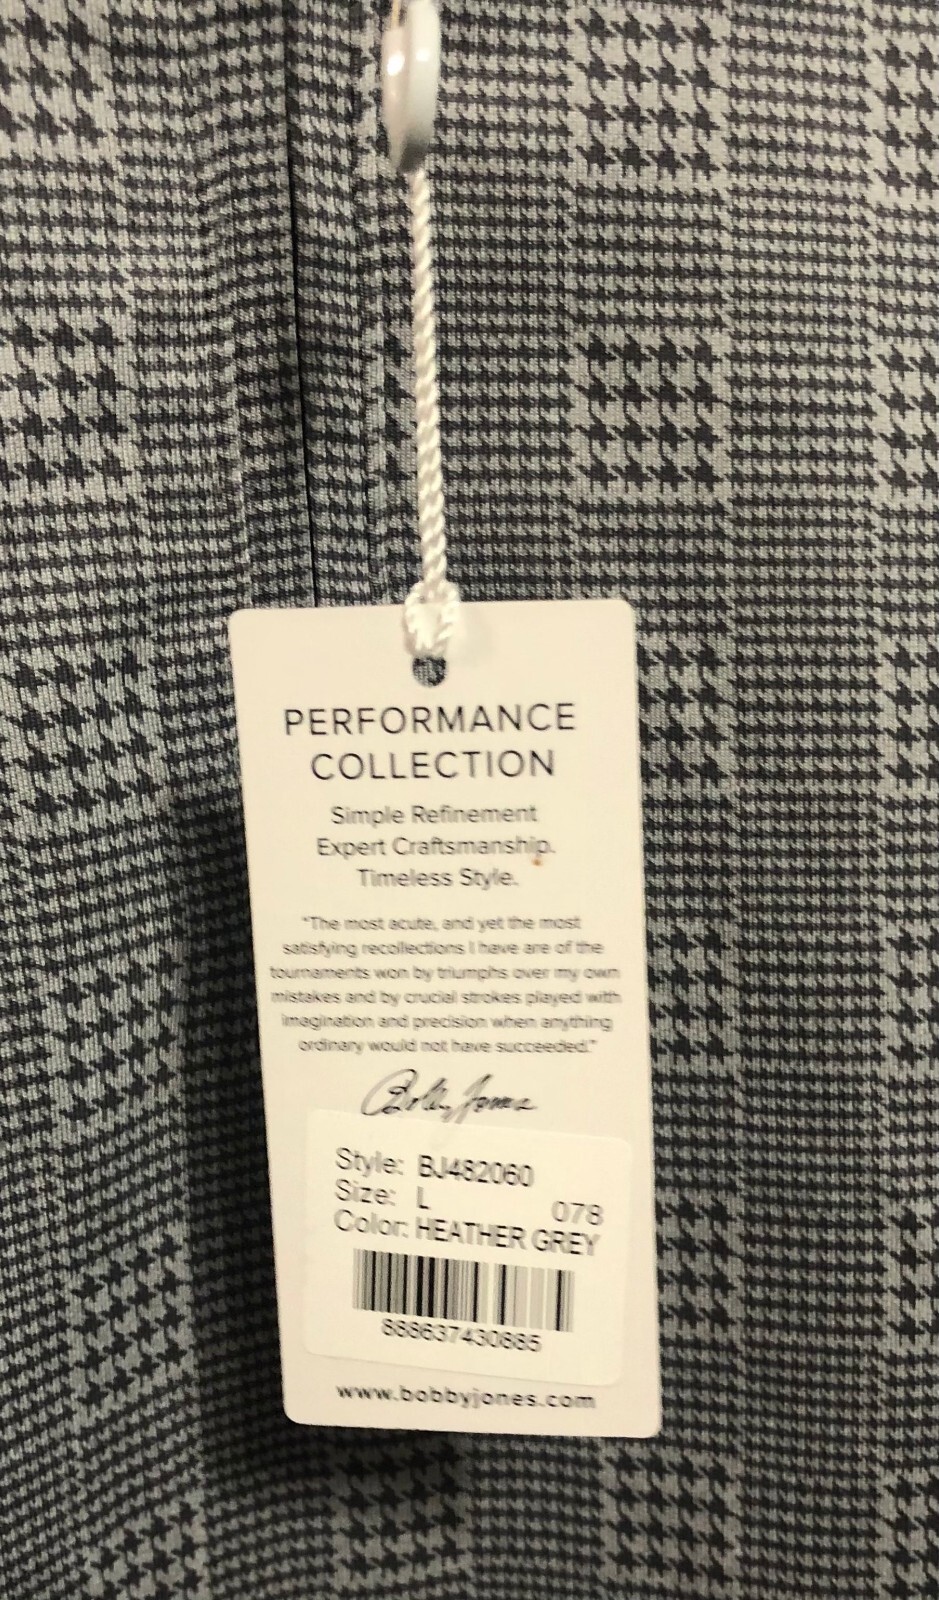 PERFORMANCE
COLLECTION
Simple Refinement
Expert Craftsmanship.
Timeless Style.
"The most acute, and yet the most
satisfying recollections I have are of the
tournaments won by triumphs over my own
mistakes and by crucial strokes played with
imagination and precision when anything
ordinary would not have succeeded."
Bobby Jones
Style: BJ482060
Size: L 078
Color: HEATHER GREY
888637430885
www.bobbyjones.com